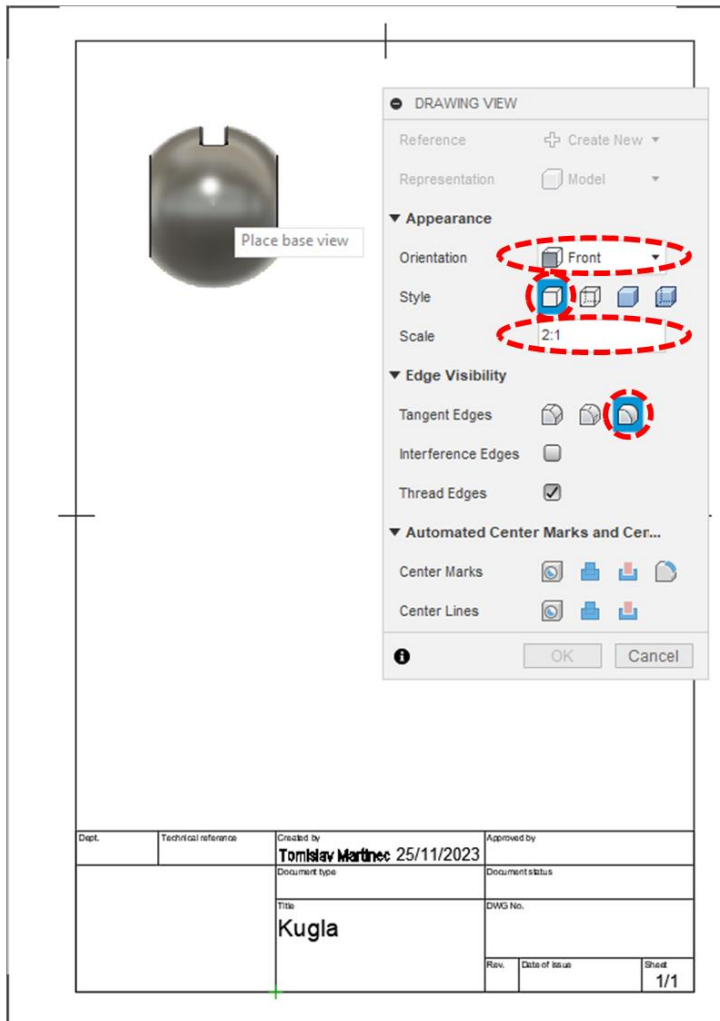 DRAWING VIEW
Reference
Create New
Representation
Model
Appearance
Place base view
Orientation
Front
Style
Scale
2:1
Edge Visibility
Tangent Edges
Interference Edges
Thread Edges
Automated Center Marks and Cer...
Center Marks
Center Lines
OK
Cancel
Dept.
Technical reference
Created by
Approved by
Tomislav Martinec 25/11/2023
Document type
Document status
Title
DWG No.
Kugla
Rev.
Date of issue
Sheet
1/1